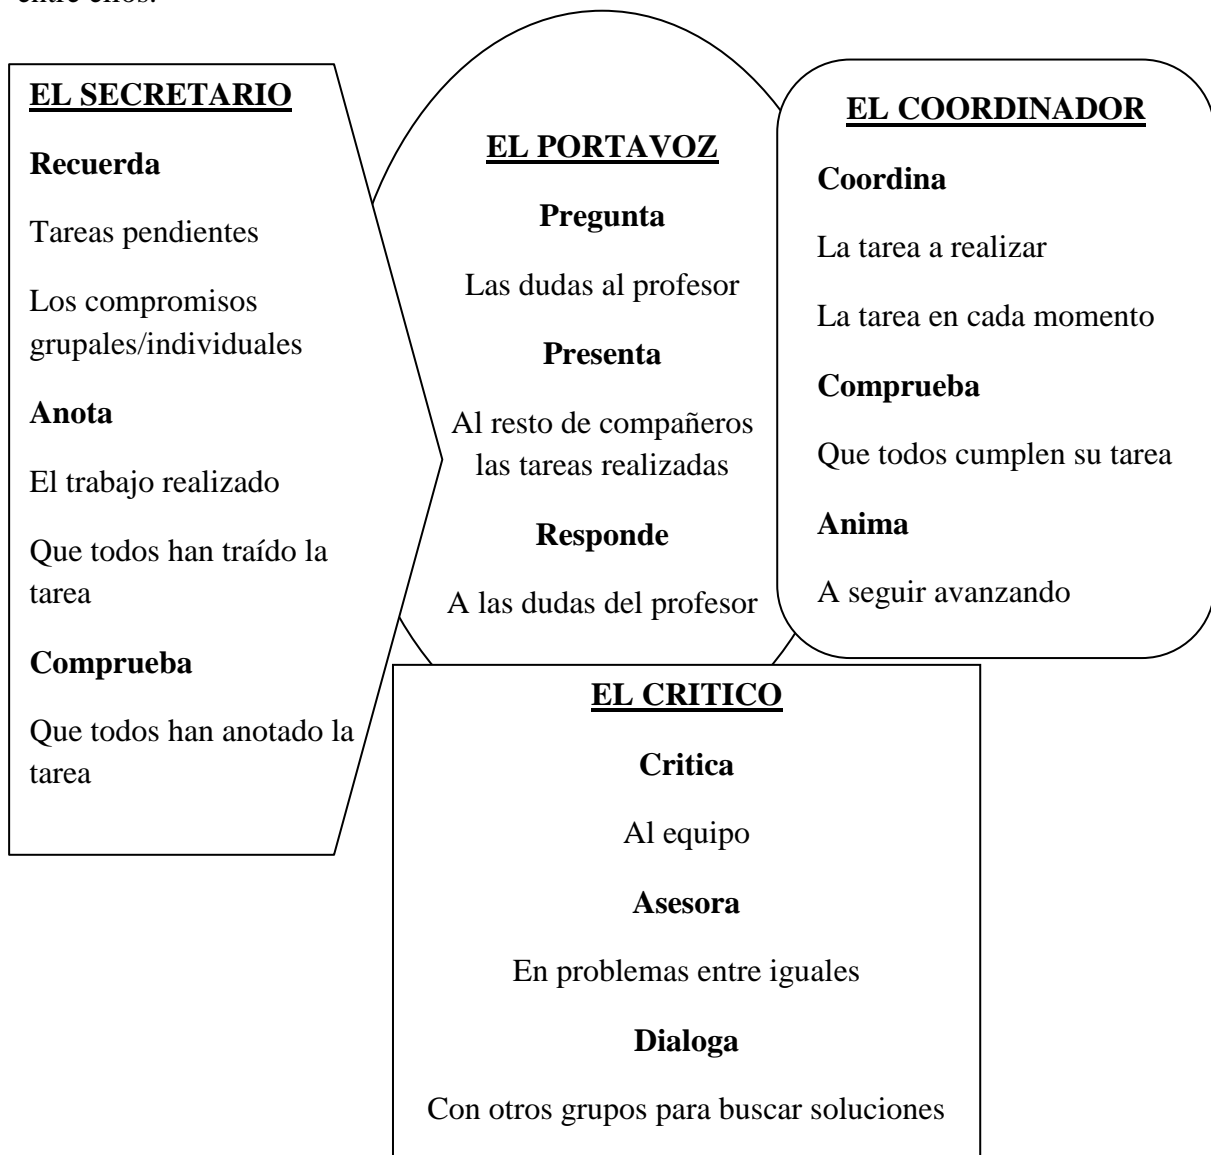 entre ellos.
EL SECRETARIO
Recuerda
Tareas pendientes
Los compromisos
grupales/individuales
Anota
El trabajo realizado
Que todos han traído la
tarea
Comprueba
Que todos han anotado la
tarea
EL PORTAVOZ
Pregunta
Las dudas al profesor
Presenta
Al resto de compañeros
las tareas realizadas
Responde
A las dudas del profesor
EL COORDINADOR
Coordina
La tarea a realizar
La tarea en cada momento
Comprueba
Que todos cumplen su tarea
Anima
A seguir avanzando
EL CRITICO
Critica
Al equipo
Asesora
En problemas entre iguales
Dialoga
Con otros grupos para buscar soluciones